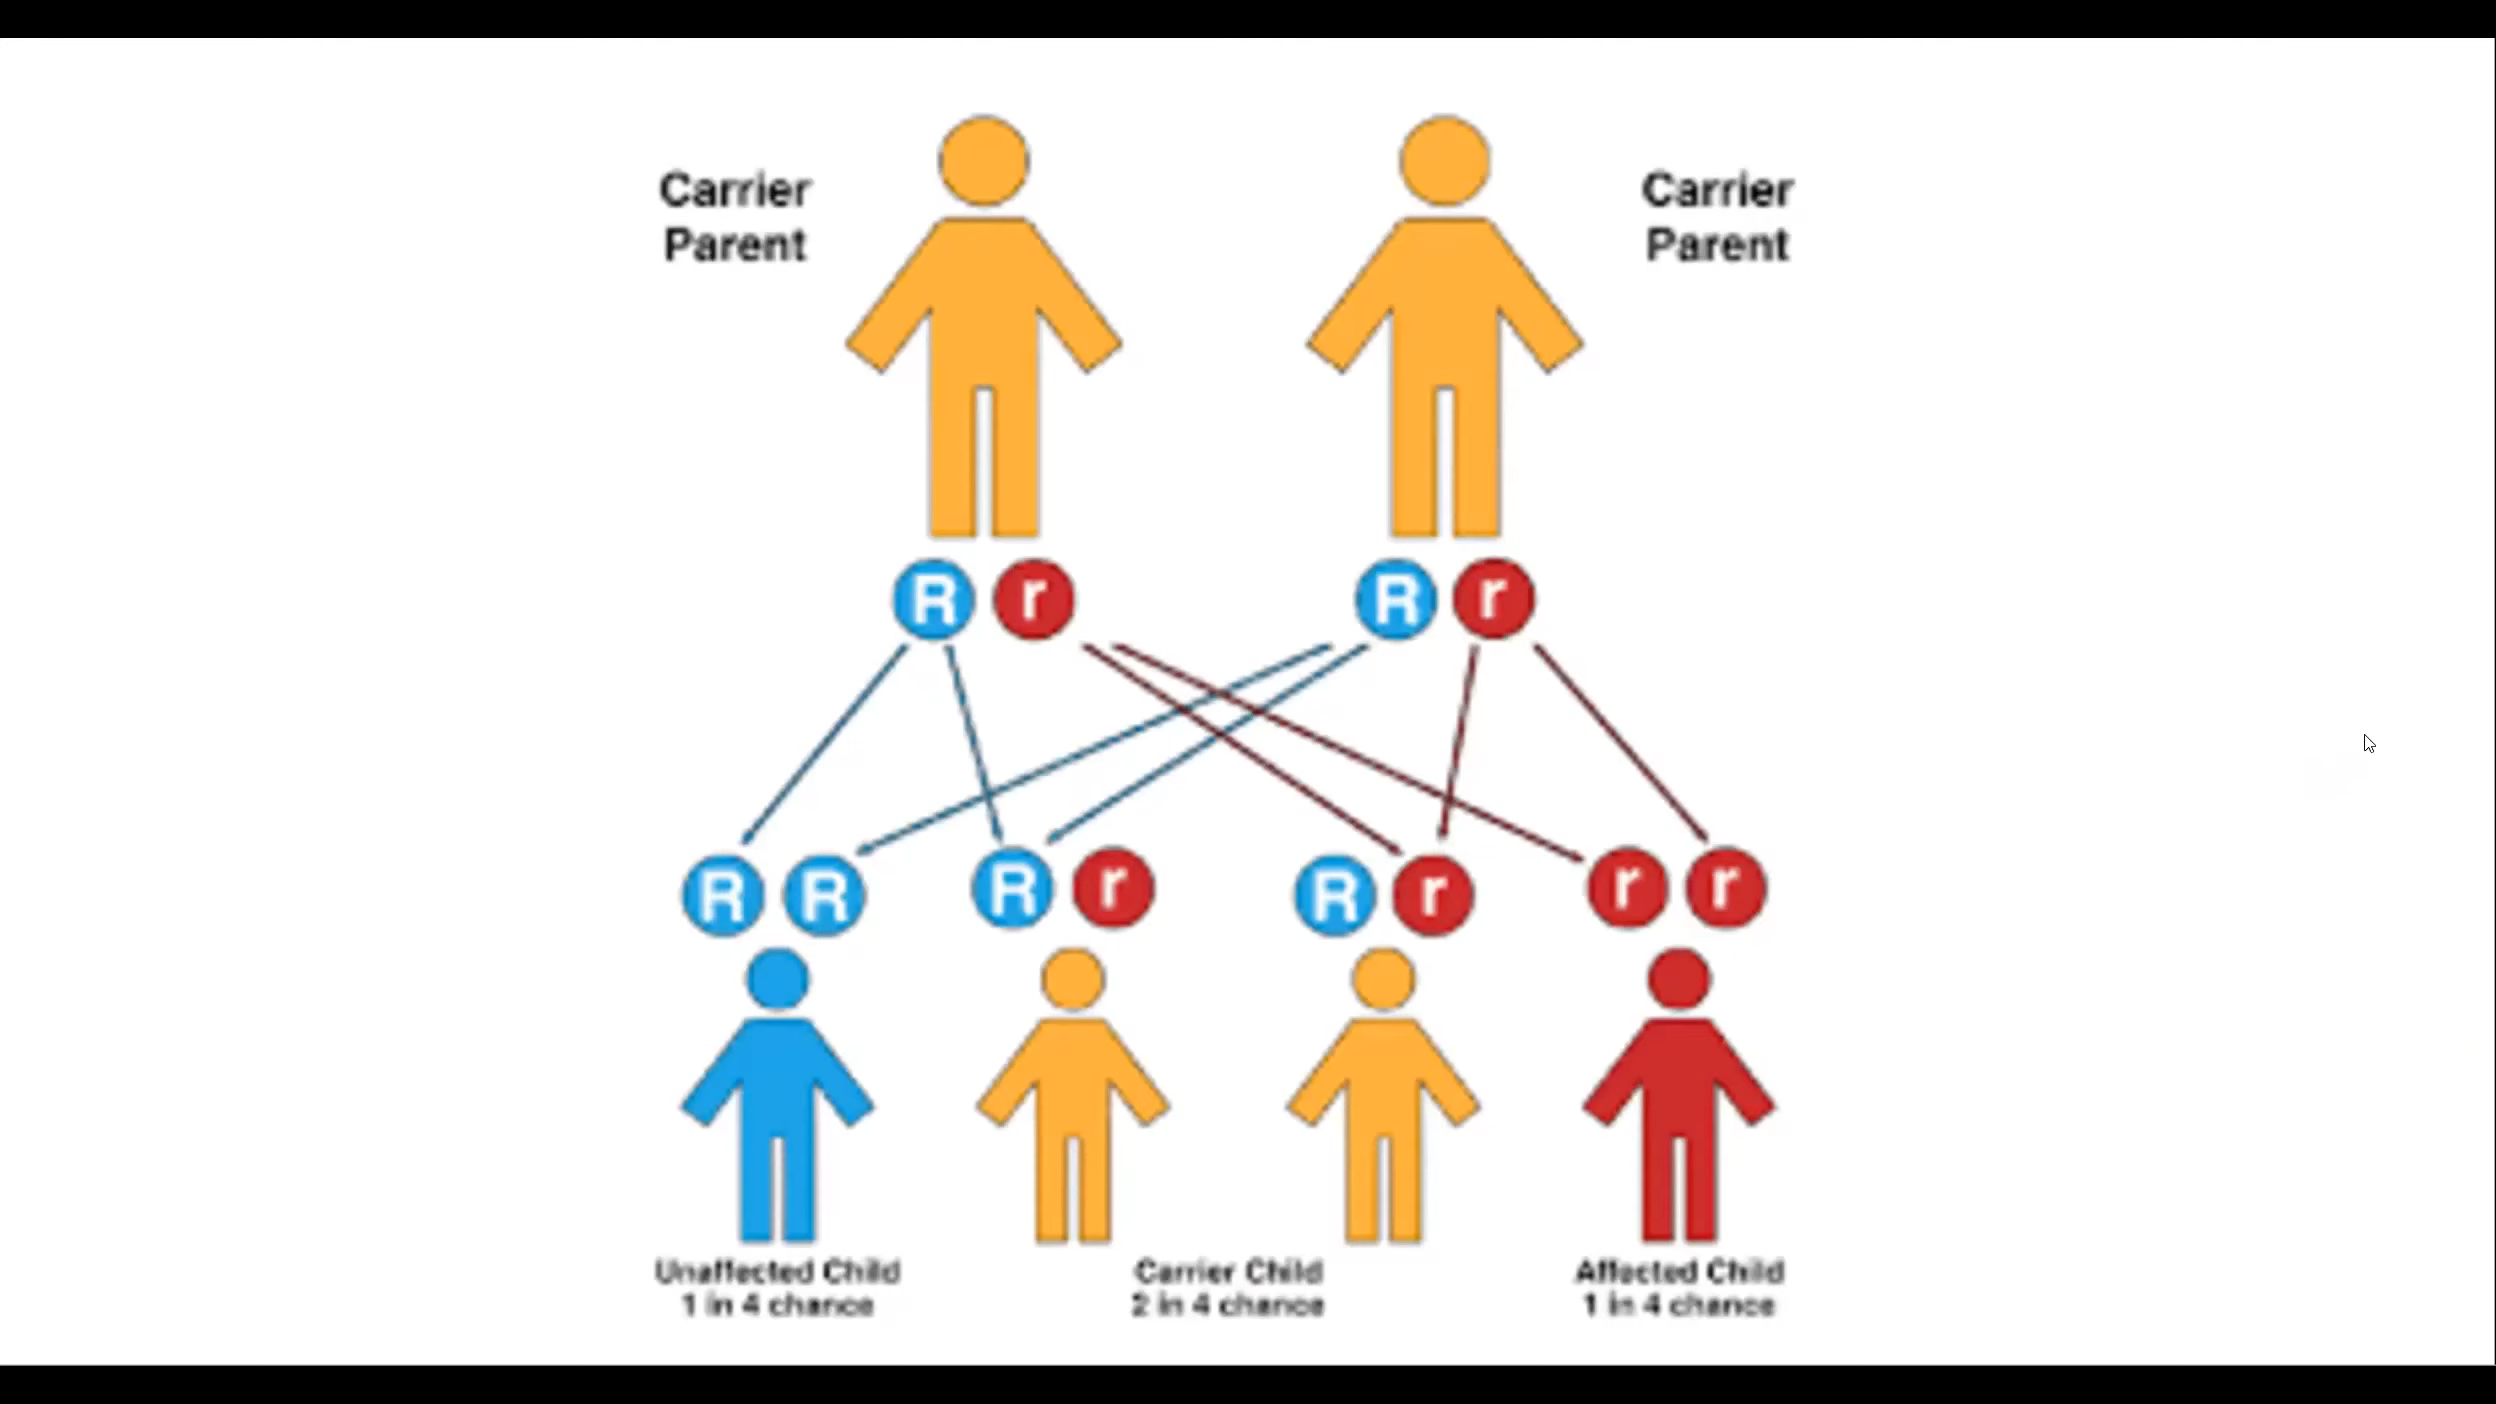 Carrier
Parent
Carrier
Parent
R r R r
R R R r R r r r
Unaffected Child
1 in 4 chance
Carrier Child
2 in 4 chance
Affected Child
1 in 4 chance